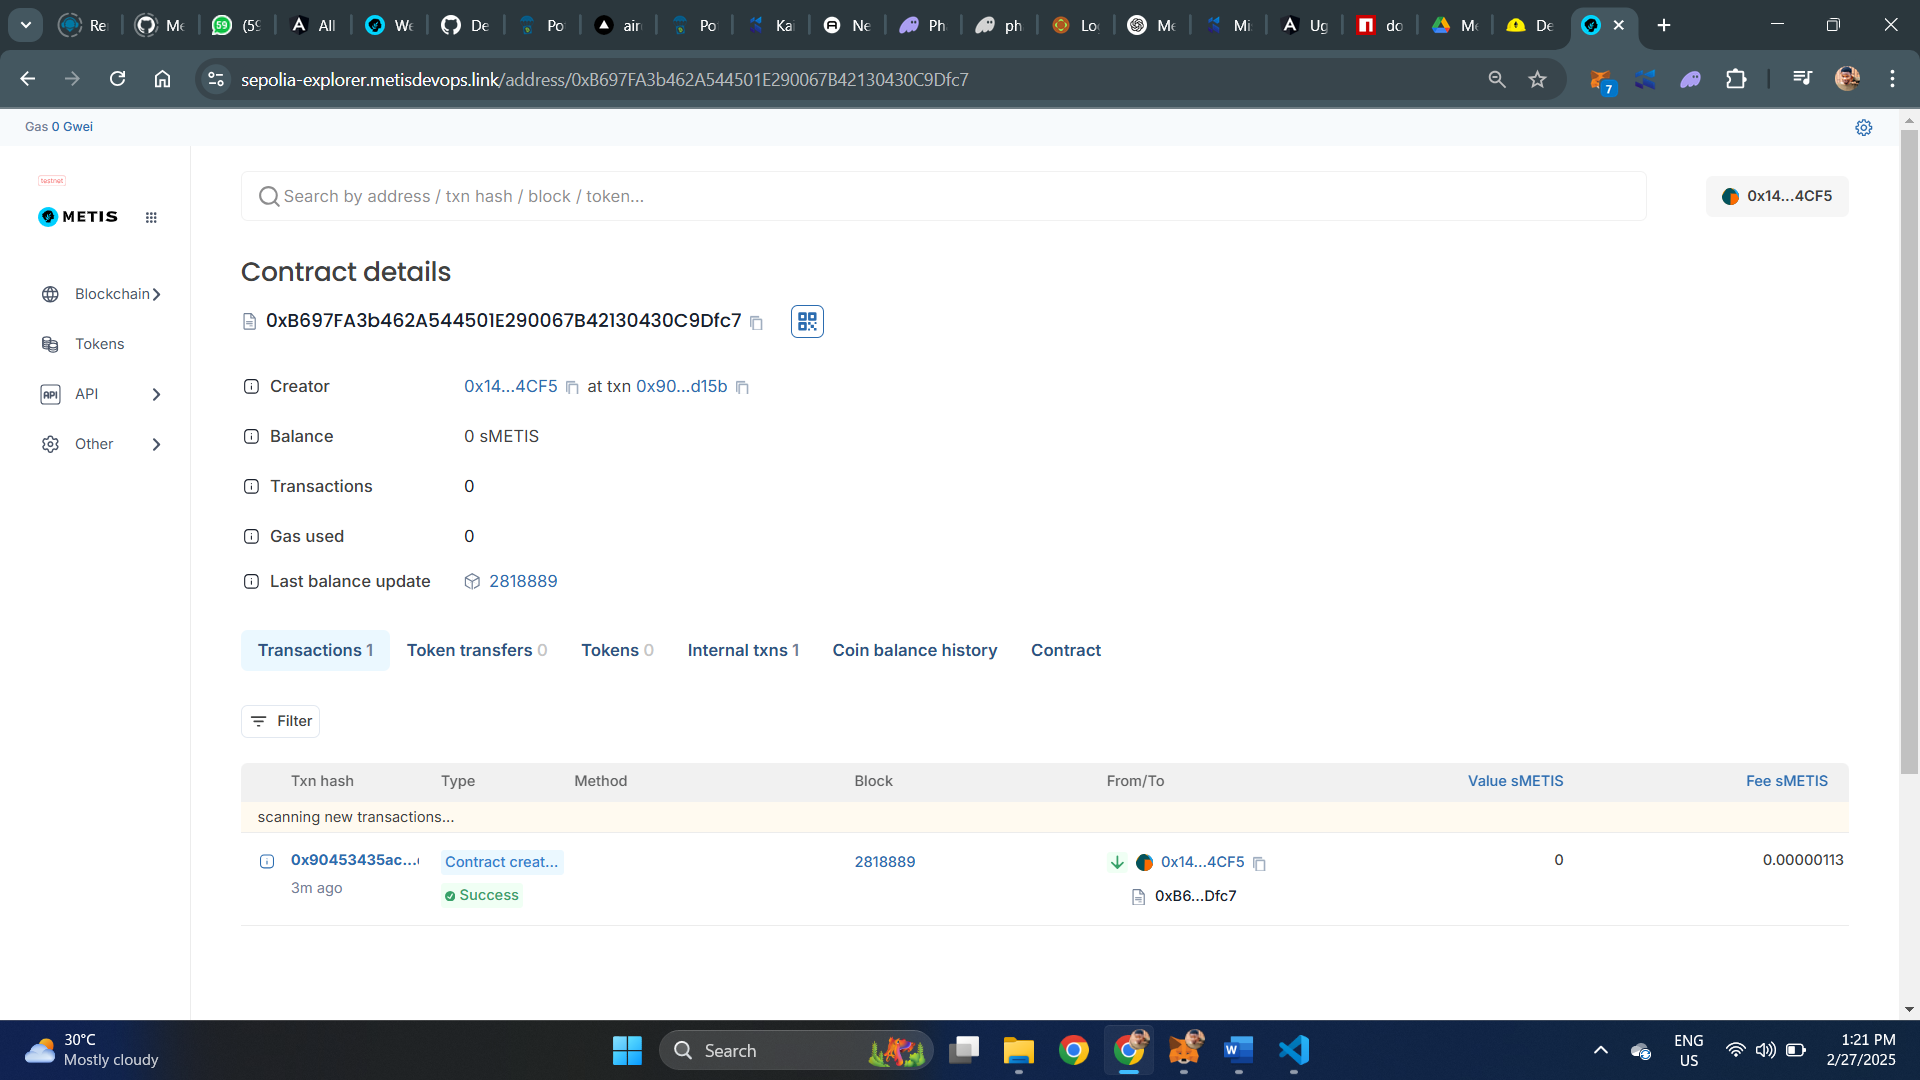 Re
Me
(59
All
We
De
Po
air
Po
Kai
Ne
Ph
ph
Log
Me
Mi
Ug
do
Me
De
sepolia-explorer.metisdevops.link/address/0xB697FA3b462A544501E290067B42130430C9Dfc7
7
Gas 0 Gwei
testnet
METIS
Search by address / txn hash / block / token...
0x14...4CF5
Blockchain
Tokens
API
Other
Contract details
0xB697FA3b462A544501E290067B42130430C9Dfc7
Creator 0x14...4CF5 at txn 0x90...d15b
Balance 0 sMETIS
Transactions 0
Gas used 0
Last balance update 2818889
Transactions 1 Token transfers 0 Tokens 0 Internal txns 1 Coin balance history Contract
Filter
Txn hash Type Method Block From/To Value sMETIS Fee sMETIS
scanning new transactions...
0x90453435ac... Contract creat... 2818889 0x14...4CF5 0 0.00000113
3m ago Success 0xB6...Dfc7
30°C
Mostly cloudy
Search
ENG
US
1:21 PM
2/27/2025